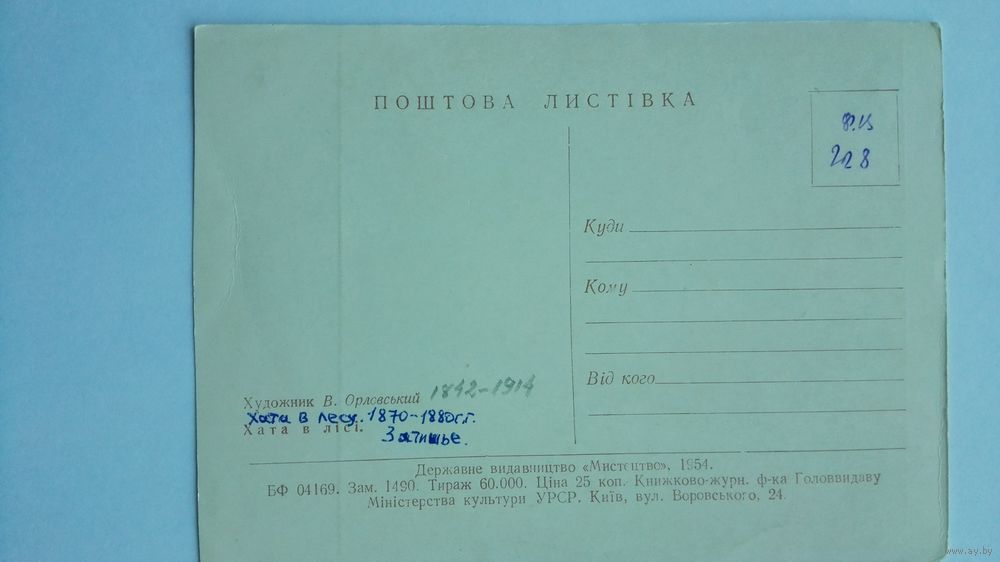 ПОШТОВА ЛИСТІВКА
228
Куди
Кому
Від кого
Художник В. Орловський 1842-1914
Хата в лесу. 1870-1880гг.
Хата в лісі.
Затишье.
Державне видавництво «Мистецтво», 1954.
БФ 04169. Зам. 1490. Тираж 60.000. Ціна 25 коп. Книжково-журн. ф-ка Головвидаву
Міністерства культури УРСР. Київ, вул. Воровського, 24.
www.ay.by